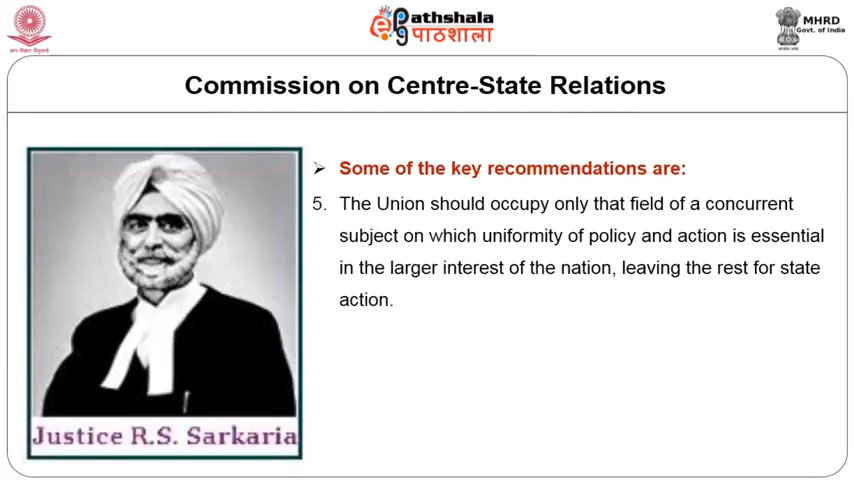 Pathshala
पाठशाला
MHRD
Govt. of India
Commission on Centre-State Relations
Some of the key recommendations are:
5. The Union should occupy only that field of a concurrent
subject on which uniformity of policy and action is essential
in the larger interest of the nation, leaving the rest for state
action.
Justice R.S. Sarkaria